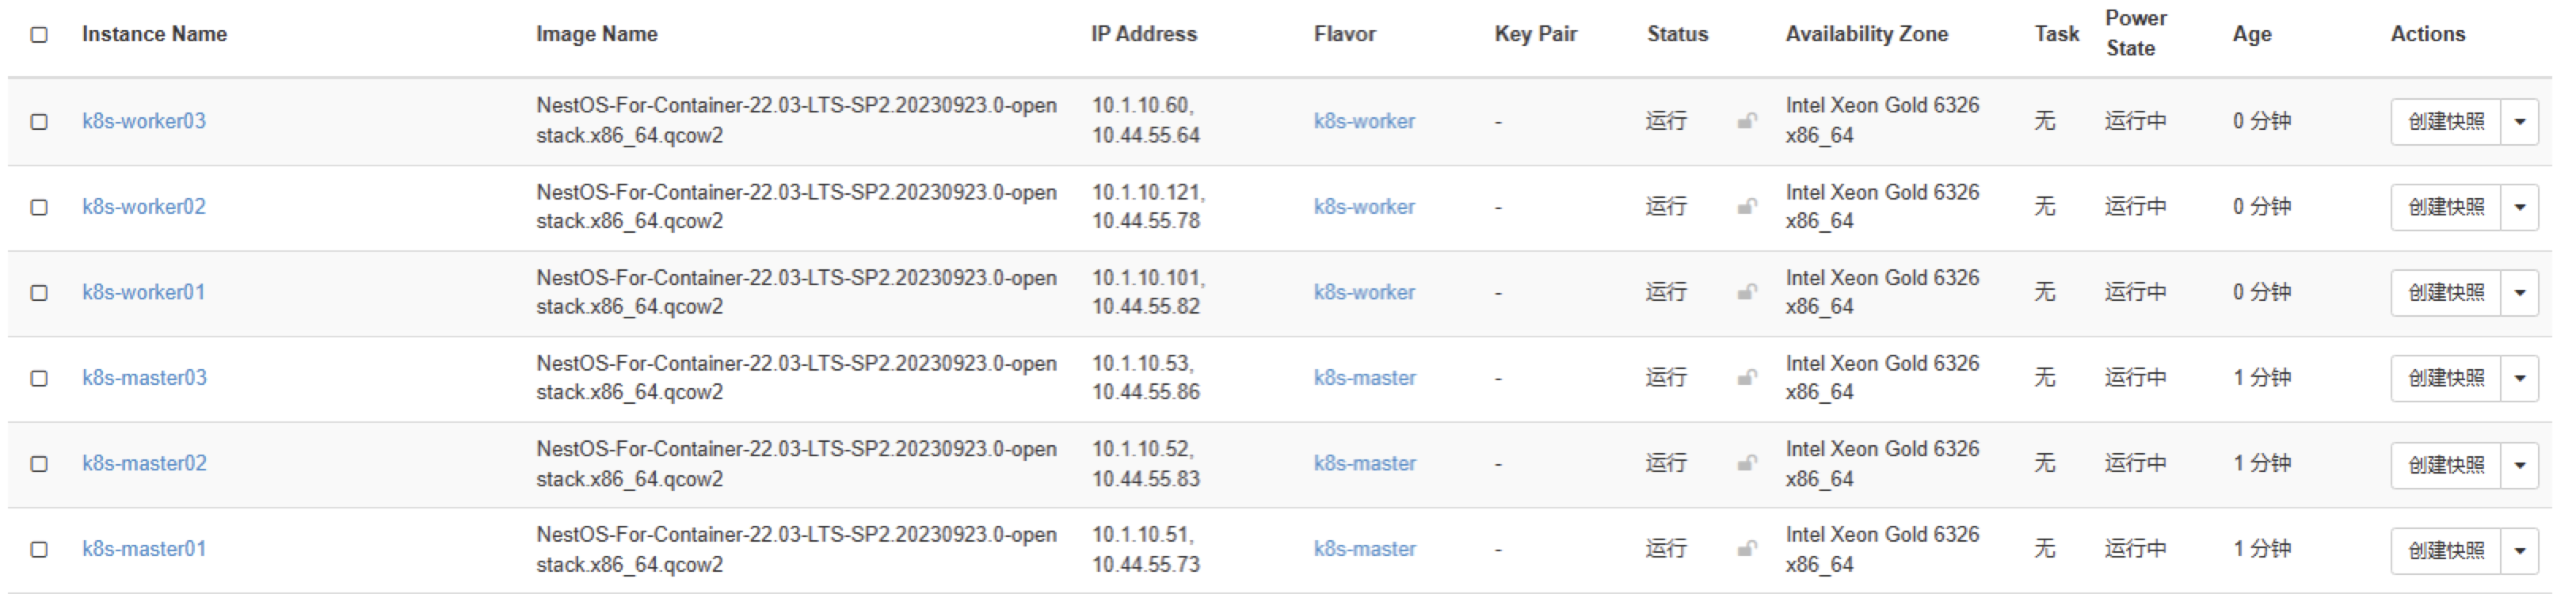 Instance Name Image Name IP Address Flavor Key Pair Status Availability Zone Task Power State Age Actions
k8s-worker03 NestOS-For-Container-22.03-LTS-SP2.20230923.0-open 10.1.10.60, k8s-worker - 运行 Intel Xeon Gold 6326 无 运行中 0 分钟 创建快照
stack.x86_64.qcow2 10.44.55.64 x86_64
k8s-worker02 NestOS-For-Container-22.03-LTS-SP2.20230923.0-open 10.1.10.121, k8s-worker - 运行 Intel Xeon Gold 6326 无 运行中 0 分钟 创建快照
stack.x86_64.qcow2 10.44.55.78 x86_64
k8s-worker01 NestOS-For-Container-22.03-LTS-SP2.20230923.0-open 10.1.10.101, k8s-worker - 运行 Intel Xeon Gold 6326 无 运行中 0 分钟 创建快照
stack.x86_64.qcow2 10.44.55.82 x86_64
k8s-master03 NestOS-For-Container-22.03-LTS-SP2.20230923.0-open 10.1.10.53, k8s-master - 运行 Intel Xeon Gold 6326 无 运行中 1 分钟 创建快照
stack.x86_64.qcow2 10.44.55.86 x86_64
k8s-master02 NestOS-For-Container-22.03-LTS-SP2.20230923.0-open 10.1.10.52, k8s-master - 运行 Intel Xeon Gold 6326 无 运行中 1 分钟 创建快照
stack.x86_64.qcow2 10.44.55.83 x86_64
k8s-master01 NestOS-For-Container-22.03-LTS-SP2.20230923.0-open 10.1.10.51, k8s-master - 运行 Intel Xeon Gold 6326 无 运行中 1 分钟 创建快照
stack.x86_64.qcow2 10.44.55.73 x86_64